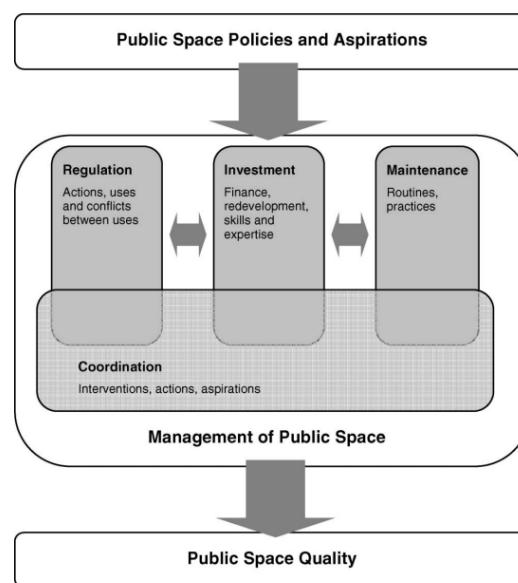 Public Space Policies and Aspirations
Regulation
Actions, uses
and conflicts
between uses
Investment
Finance,
redevelopment,
skills and
expertise
Maintenance
Routines,
practices
Coordination
Interventions, actions, aspirations
Management of Public Space
Public Space Quality